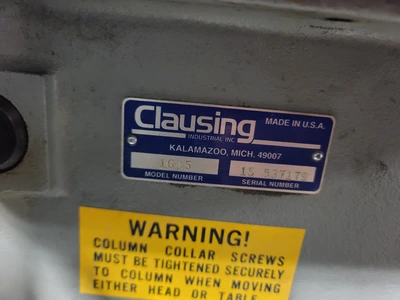 Clausing
INDUSTRIAL INC
MADE IN U.S.A.
KALAMAZOO, MICH. 49007
MODEL NUMBER
SERIAL NUMBER
WARNING!
COLUMN COLLAR SCREWS
MUST BE TIGHTENED SECURELY
TO COLUMN WHEN MOVING
EITHER HEAD OR TABLE